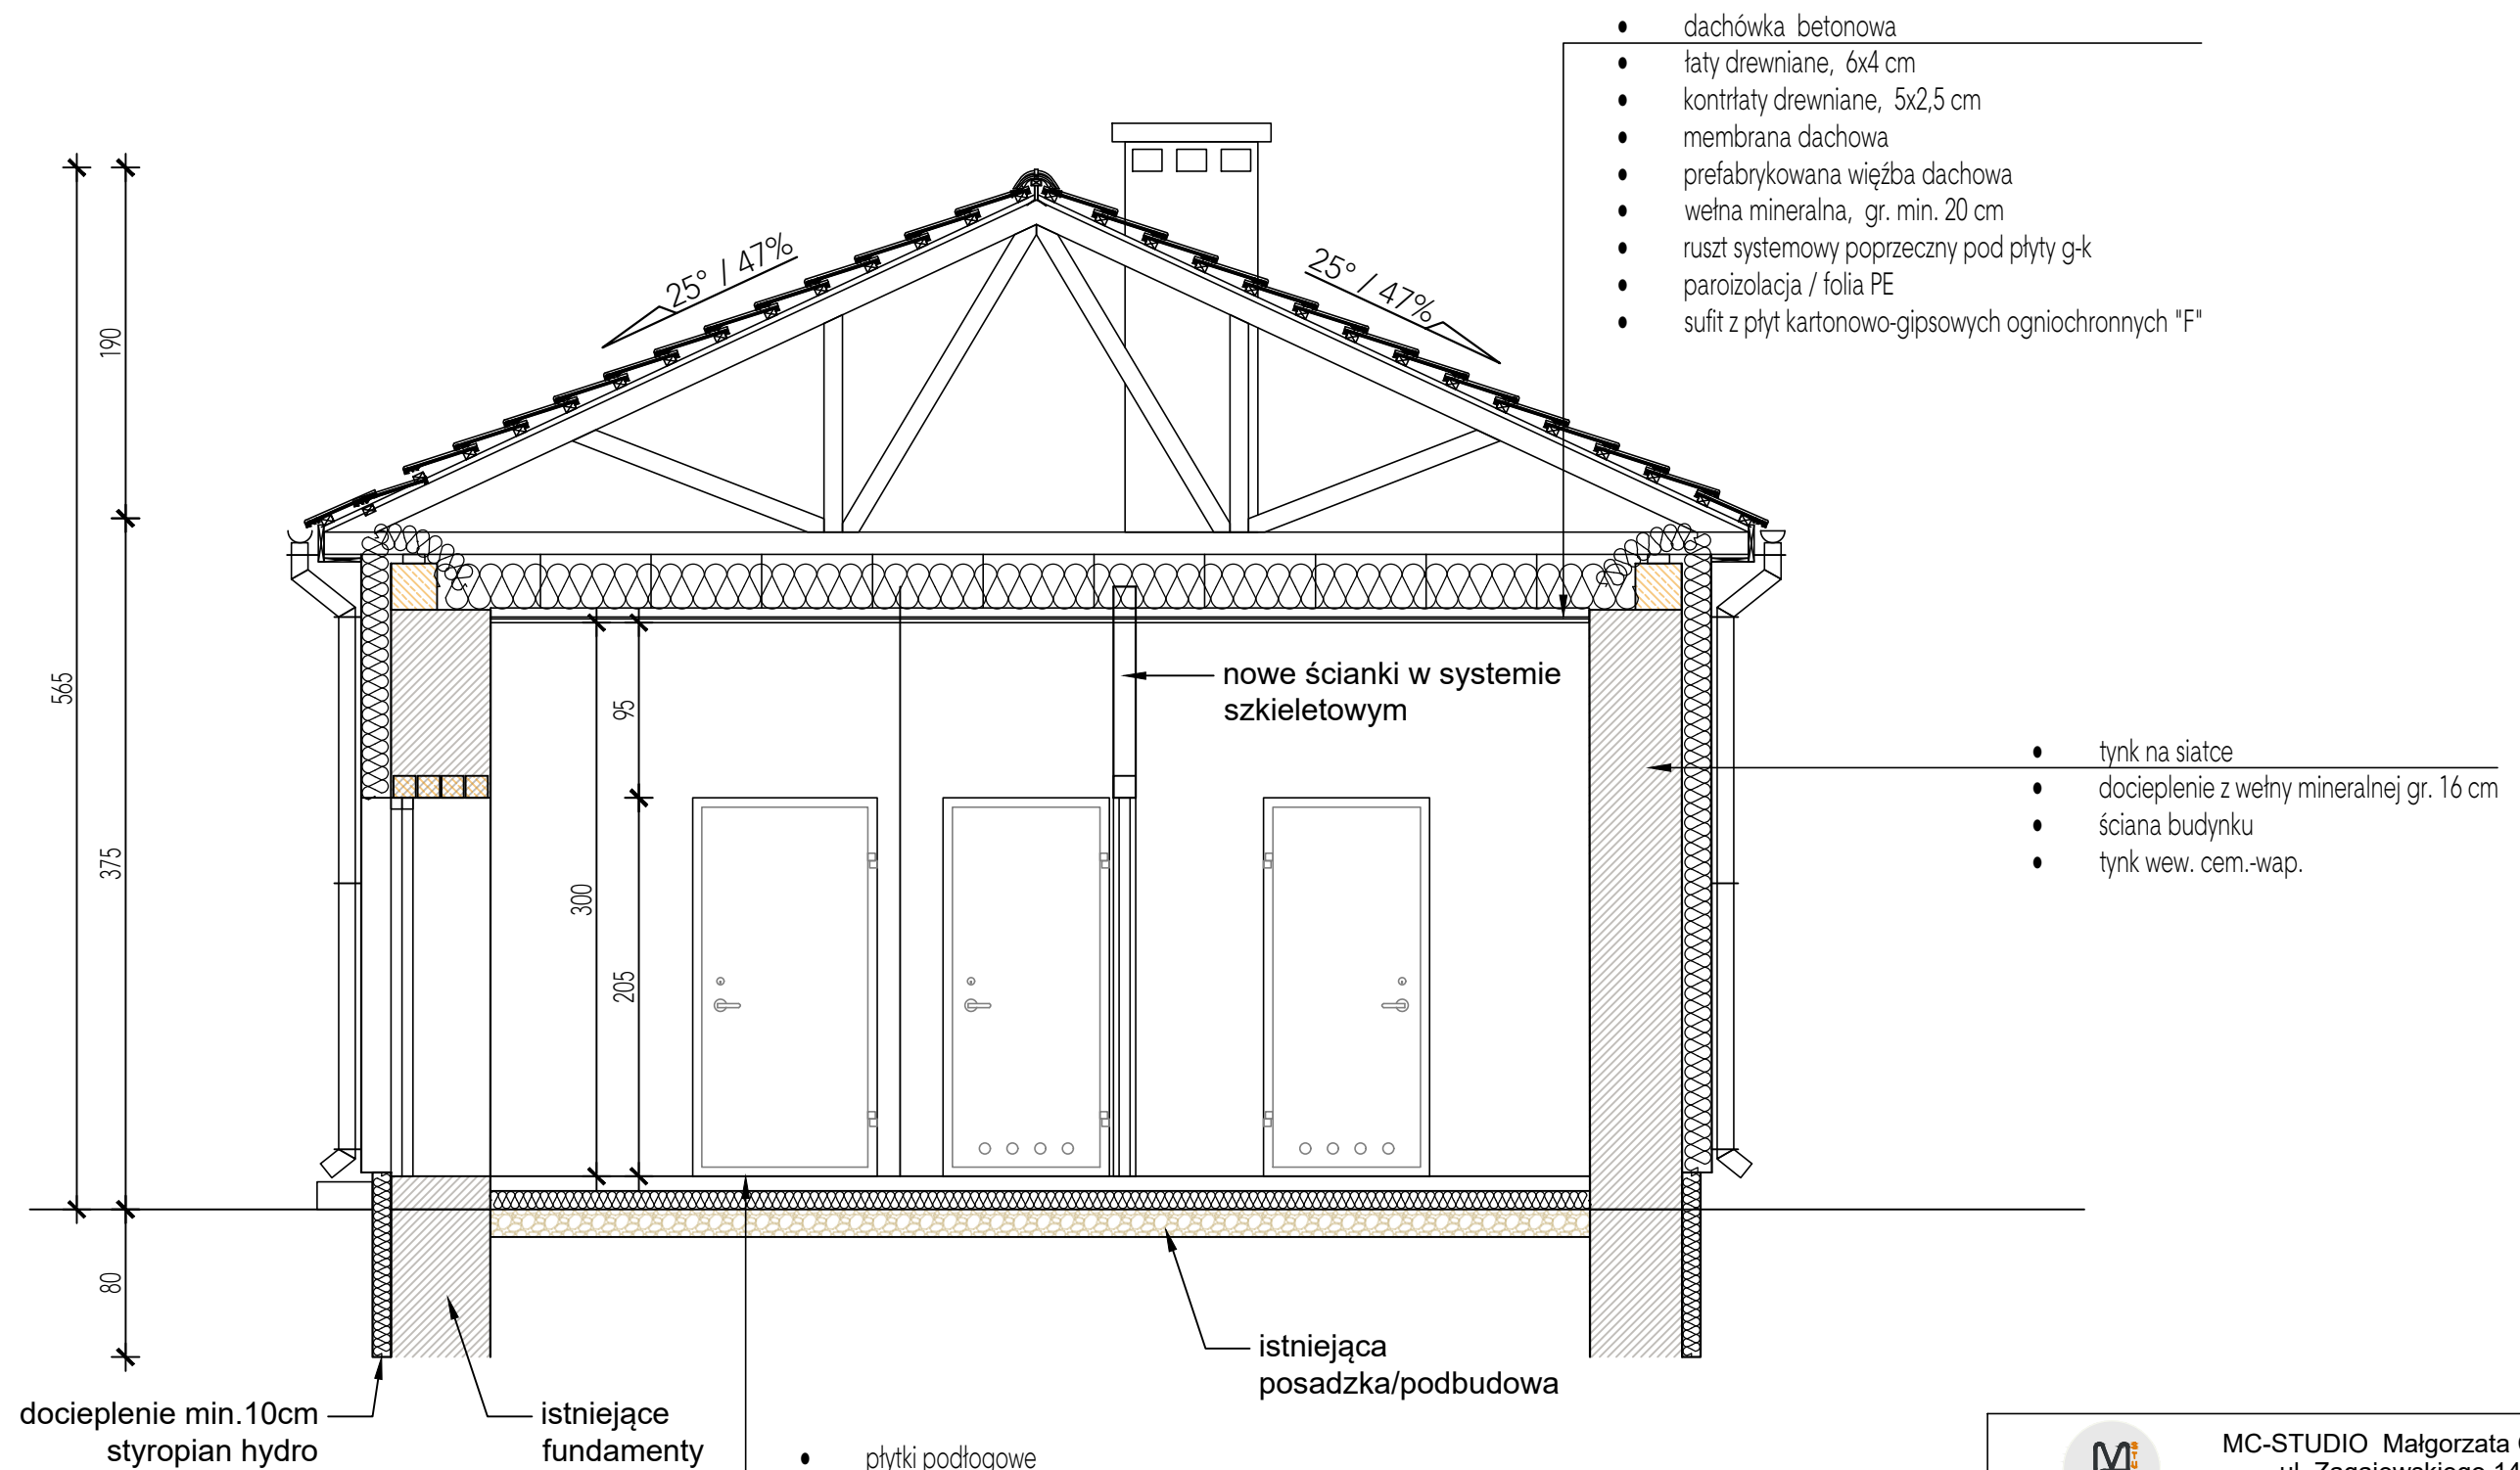 dachówka betonowa
łaty drewniane, 6x4 cm
kontrłaty drewniane, 5x2,5 cm
membrana dachowa
prefabrykowana więźba dachowa
wełna mineralna, gr. min. 20 cm
ruszt systemowy poprzeczny pod płyty g-k
paroizolacja / folia PE
sufit z płyt kartonowo-gipsowych ogniochronnych "F"
25° / 47%
25° / 47%
190
565
375
80
95
300
205
nowe ścianki w systemie
szkieletowym
tynk na siatce
docieplenie z wełny mineralnej gr. 16 cm
ściana budynku
tynk wew. cem.-wap.
istniejąca
posadzka/podbudowa
docieplenie min.10cm
styropian hydro
istniejące
fundamenty
płytki podłogowe
MC-STUDIO Małgorzata
ul. Zagajewskiego 14